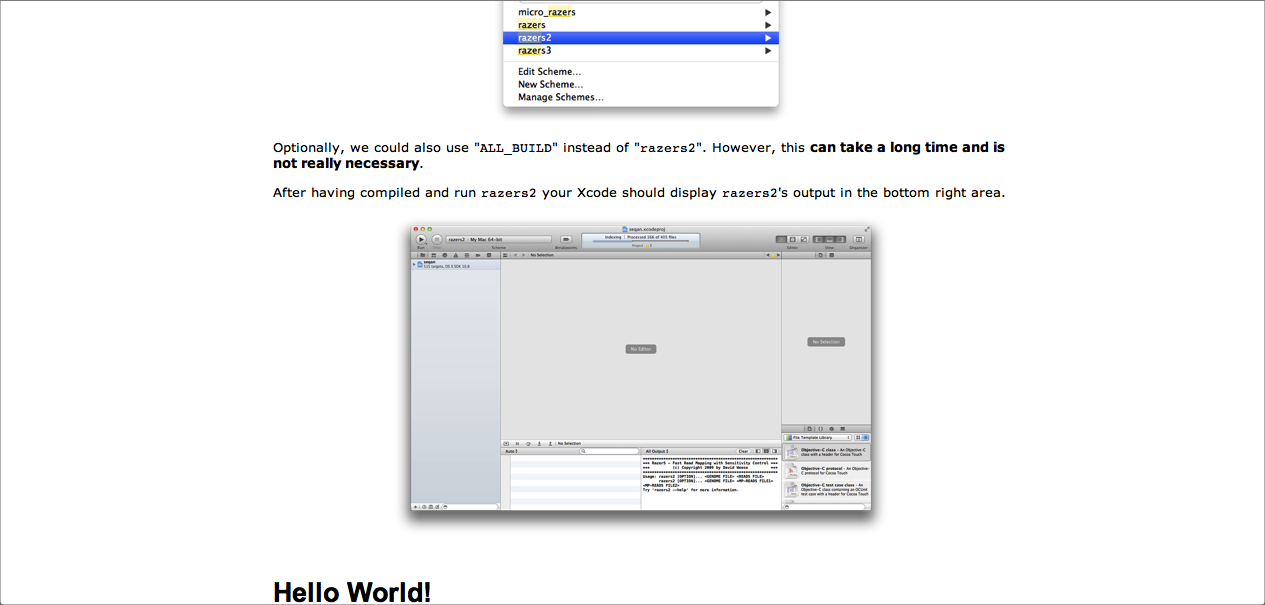 micro_razers
razers
razers2
razers3
Edit Scheme...
New Scheme...
Manage Schemes...
Optionally, we could also use "ALL_BUILD" instead of "razers2". However, this can take a long time and is
not really necessary.
After having compiled and run razers2 your Xcode should display razers2's output in the bottom right area.
seqan.xcodeproj
razers2 My Mac 64-bit
Indexing | Processed 166 of 435 files
Project
Run
Scheme
Breakpoints
Editor
View
Organizer
No Selection
seqan
OS X SDK 10.8
No Editor
No Selection
No Selection
Auto
All Output
Clear
File Template Library
*** RazerS - Fast Read Mapping with Sensitivity Control ***
*** (c) Copyright 2009 by David Weese ***
Usage: razers2 [OPTION]... <GENOME FILE> <READS FILE>
razers2 [OPTION]... <GENOME FILE> <MP-READS FILE1>
<MP-READS FILE2>
Try 'razers2 --help' for more information.
Objective-C class - An Objective-C
class with a header for Cocoa Touch
Objective-C protocol - An Objective-
C protocol for Cocoa Touch
Objective-C test case class - An
Objective-C class containing an OCUnit
test case with a header for Cocoa Touch
Hello World!